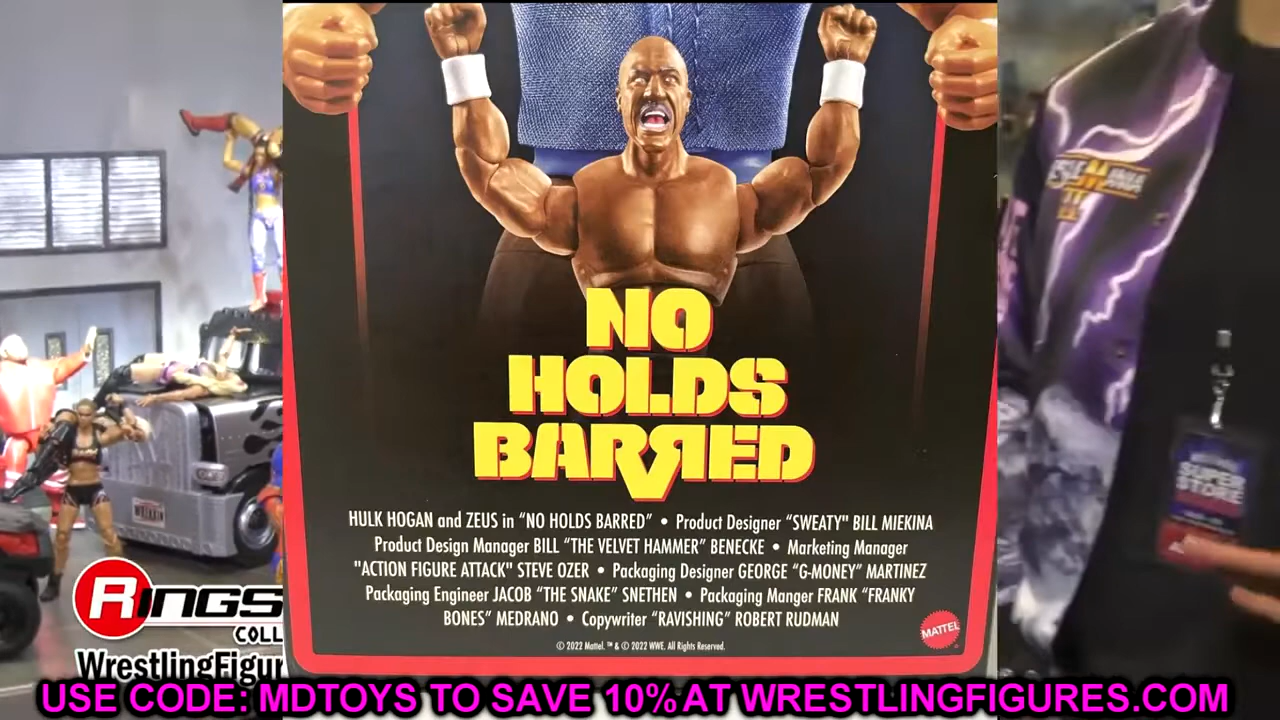 NO
HOLDS
BARRED
HULK HOGAN and ZEUS in “NO HOLDS BARRED” • Product Designer “SWEATY" BILL MIEKINA
Product Design Manager BILL “THE VELVET HAMMER” BENECKE • Marketing Manager
"ACTION FIGURE ATTACK" STEVE OZER • Packaging Designer GEORGE “G-MONEY” MARTINEZ
Packaging Engineer JACOB “THE SNAKE” SNETHEN • Packaging Manger FRANK “FRANKY
BONES” MEDRANO • Copywriter “RAVISHING” ROBERT RUDMAN
© 2022 Mattel. ™ & © 2022 WWE. All Rights Reserved.
MATTEL
RINGS
COLL
WrestlingFigur
SUPER
STORE
USE CODE: MDTOYS TO SAVE 10% AT WRESTLINGFIGURES.COM